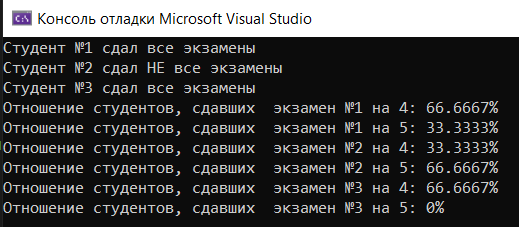 Консоль отладки Microsoft Visual Studio
Студент №1 сдал все экзамены
Студент №2 сдал НЕ все экзамены
Студент №3 сдал все экзамены
Отношение студентов, сдавших  экзамен №1 на 4: 66.6667%
Отношение студентов, сдавших  экзамен №1 на 5: 33.3333%
Отношение студентов, сдавших  экзамен №2 на 4: 33.3333%
Отношение студентов, сдавших  экзамен №2 на 5: 66.6667%
Отношение студентов, сдавших  экзамен №3 на 4: 66.6667%
Отношение студентов, сдавших  экзамен №3 на 5: 0%